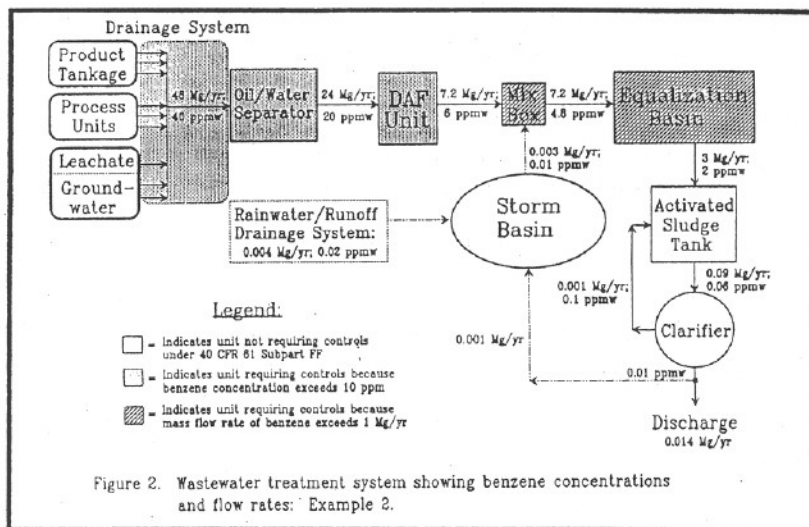 Drainage System
Product
Tankage
Process
Units
Leachate
Ground-
water
48 Mg/yr;
40 ppmw
Oil/Water
Separator
24 Mg/yr;
20 ppmw
DAF
Unit
7.2 Mg/yr;
6 ppmw
Mix
Box
7.2 Mg/yr;
4.8 ppmw
Equalization
Basin
0.003 Mg/yr;
0.01 ppmw
3 Mg/yr;
2 ppmw
Rainwater/Runoff
Drainage System:
0.004 Mg/yr; 0.02 ppmw
Storm
Basin
Activated
Sludge
Tank
0.001 Mg/yr;
0.1 ppmw
0.09 Mg/yr;
0.06 ppmw
Clarifier
0.001 Mg/yr
0.01 ppmw
Discharge
0.014 Mg/yr
Legend:
= Indicates unit not requiring controls
under 40 CFR 61 Subpart FF
= Indicates unit requiring controls because
benzene concentration exceeds 10 ppm
= Indicates unit requiring controls because
mass flow rate of benzene exceeds 1 Mg/yr
Figure 2. Wastewater treatment system showing benzene concentrations
and flow rates: Example 2.